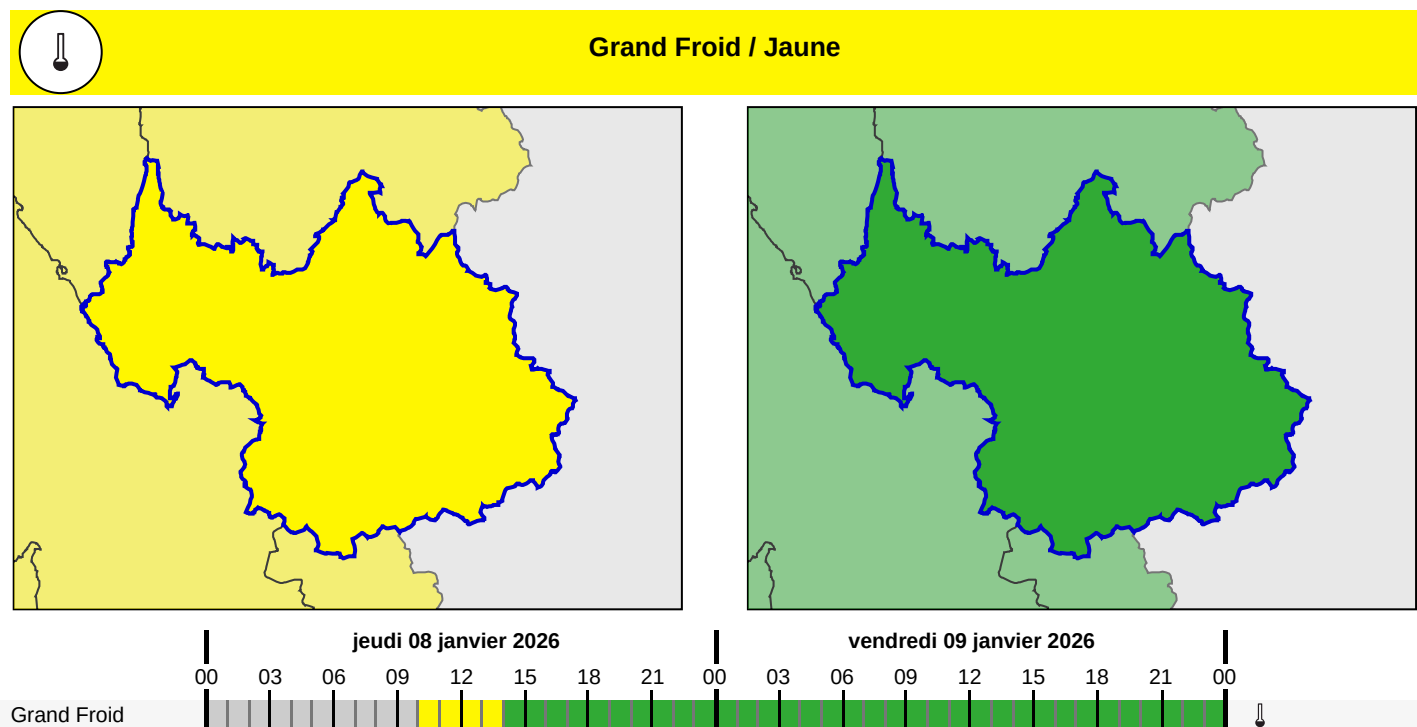 Grand Froid / Jaune
jeudi 08 janvier 2026 vendredi 09 janvier 2026
00 03 06 09 12 15 18 21 00 03 06 09 12 15 18 21 00
Grand Froid